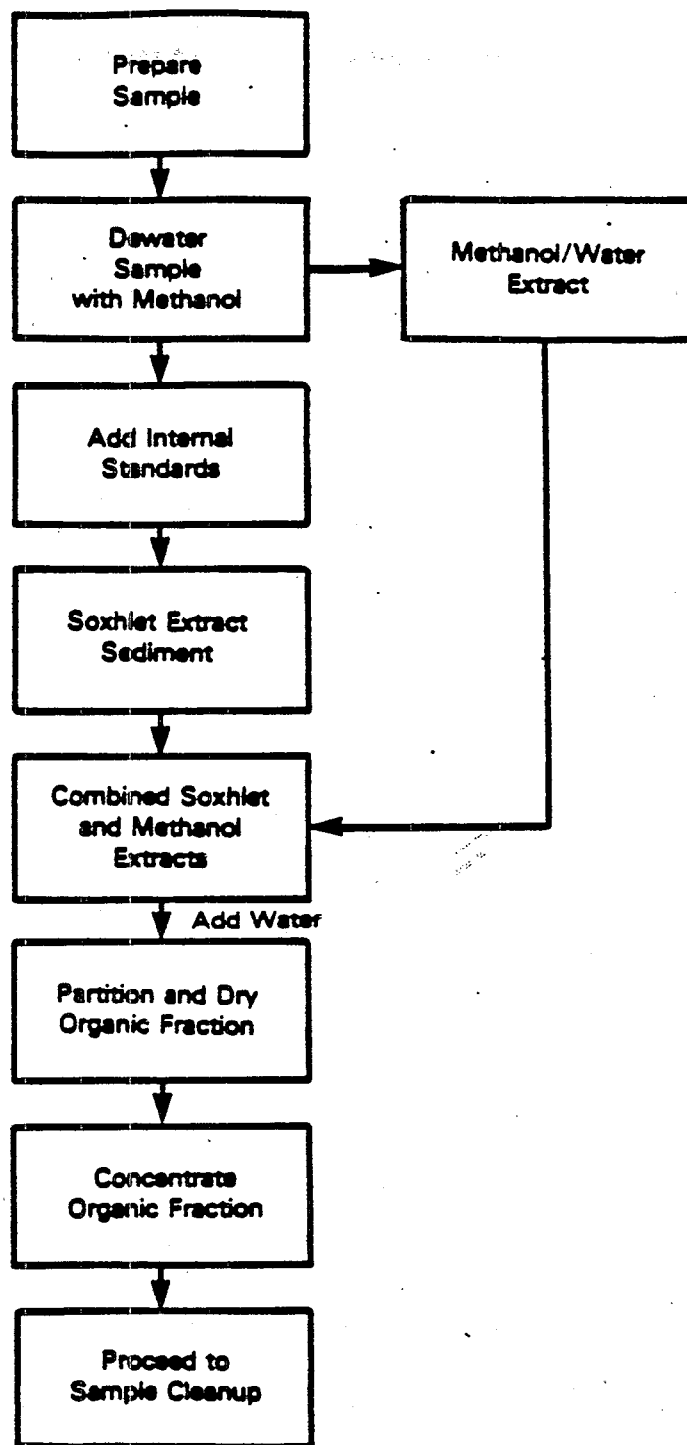 Prepare
Sample
Dewater
Sample
with Methanol
Methanol/Water
Extract
Add Internal
Standards
Soxhlet Extract
Sediment
Combined Soxhlet
and Methanol
Extracts
Add Water
Partition and Dry
Organic Fraction
Concentrate
Organic Fraction
Proceed to
Sample Cleanup